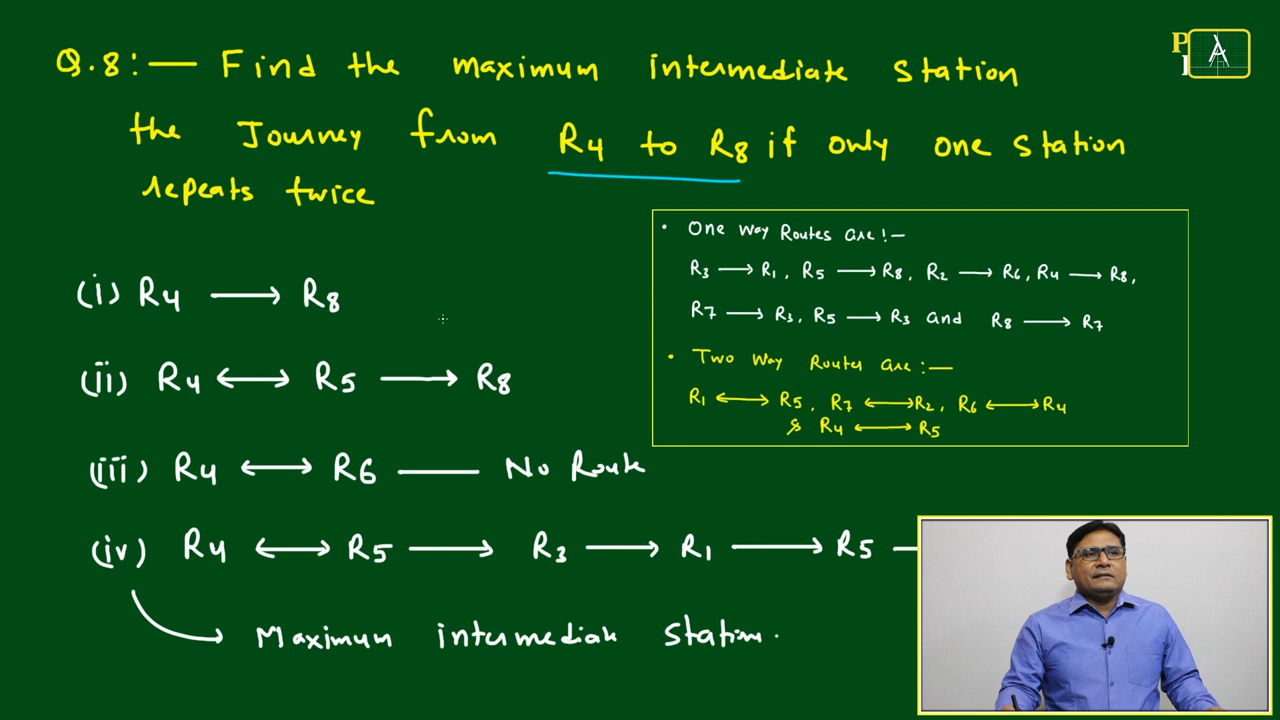 Q.8:— Find the maximum intermediate station
the Journey from R4 to R8 if only one station
repeats twice
• One way Routes are:—
R3 ⟶ R1, R5 ⟶ R8, R2 ⟶ R6, R4 ⟶ R8,
R7 ⟶ R3, R5 ⟶ R3 and R8 ⟶ R7
• Two way Routes are:—
R1 ⟷ R5, R7 ⟷ R2, R6 ⟷ R4
& R4 ⟷ R5
(i) R4 ⟶ R8
(ii) R4 ⟷ R5 ⟶ R8
(iii) R4 ⟷ R6 — No Route
(iv) R4 ⟷ R5 ⟶ R3 ⟶ R1 ⟶ R5 —
Maximum intermediate station.
P
I A